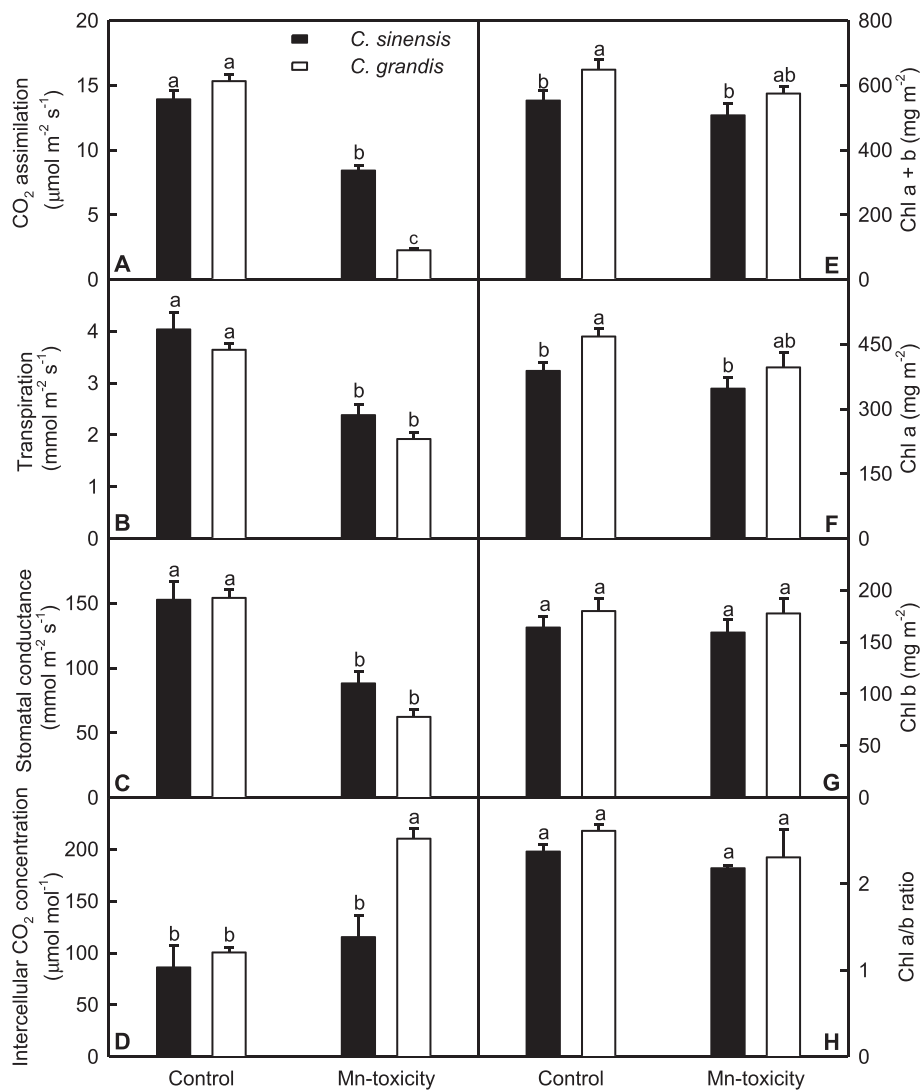 C. sinensis
C. grandis
CO₂ assimilation
(μmol m⁻² s⁻¹)
20
15
10
5
0
a
a
b
c
A
Chl a + b (mg m⁻²)
800
600
400
200
0
b
a
b
ab
E
Transpiration
(mmol m⁻² s⁻¹)
4
3
2
1
0
a
a
b
b
B
Chl a (mg m⁻²)
450
300
150
0
b
a
b
ab
F
Stomatal conductance
(mmol m⁻² s⁻¹)
150
100
50
0
a
a
b
b
C
Chl b (mg m⁻²)
200
150
100
50
0
a
a
a
a
G
Intercellular CO₂ concentration
(μmol mol⁻¹)
200
150
100
50
0
b
b
b
a
D
Chl a/b ratio
2
1
0
a
a
a
a
H
Control
Mn-toxicity
Control
Mn-toxicity